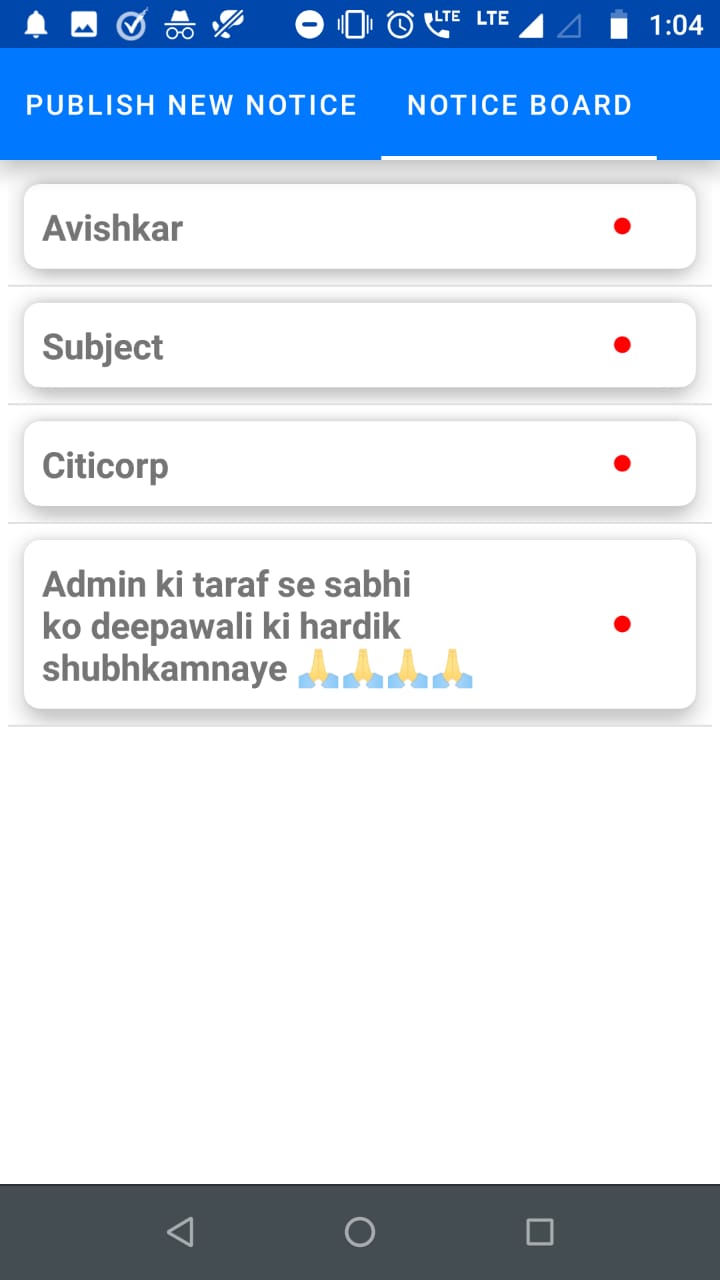 LTE LTE 1:04
PUBLISH NEW NOTICE NOTICE BOARD
Avishkar
Subject
Citicorp
Admin ki taraf se sabhi
ko deepawali ki hardik
shubhkamnaye 🙏🙏🙏🙏